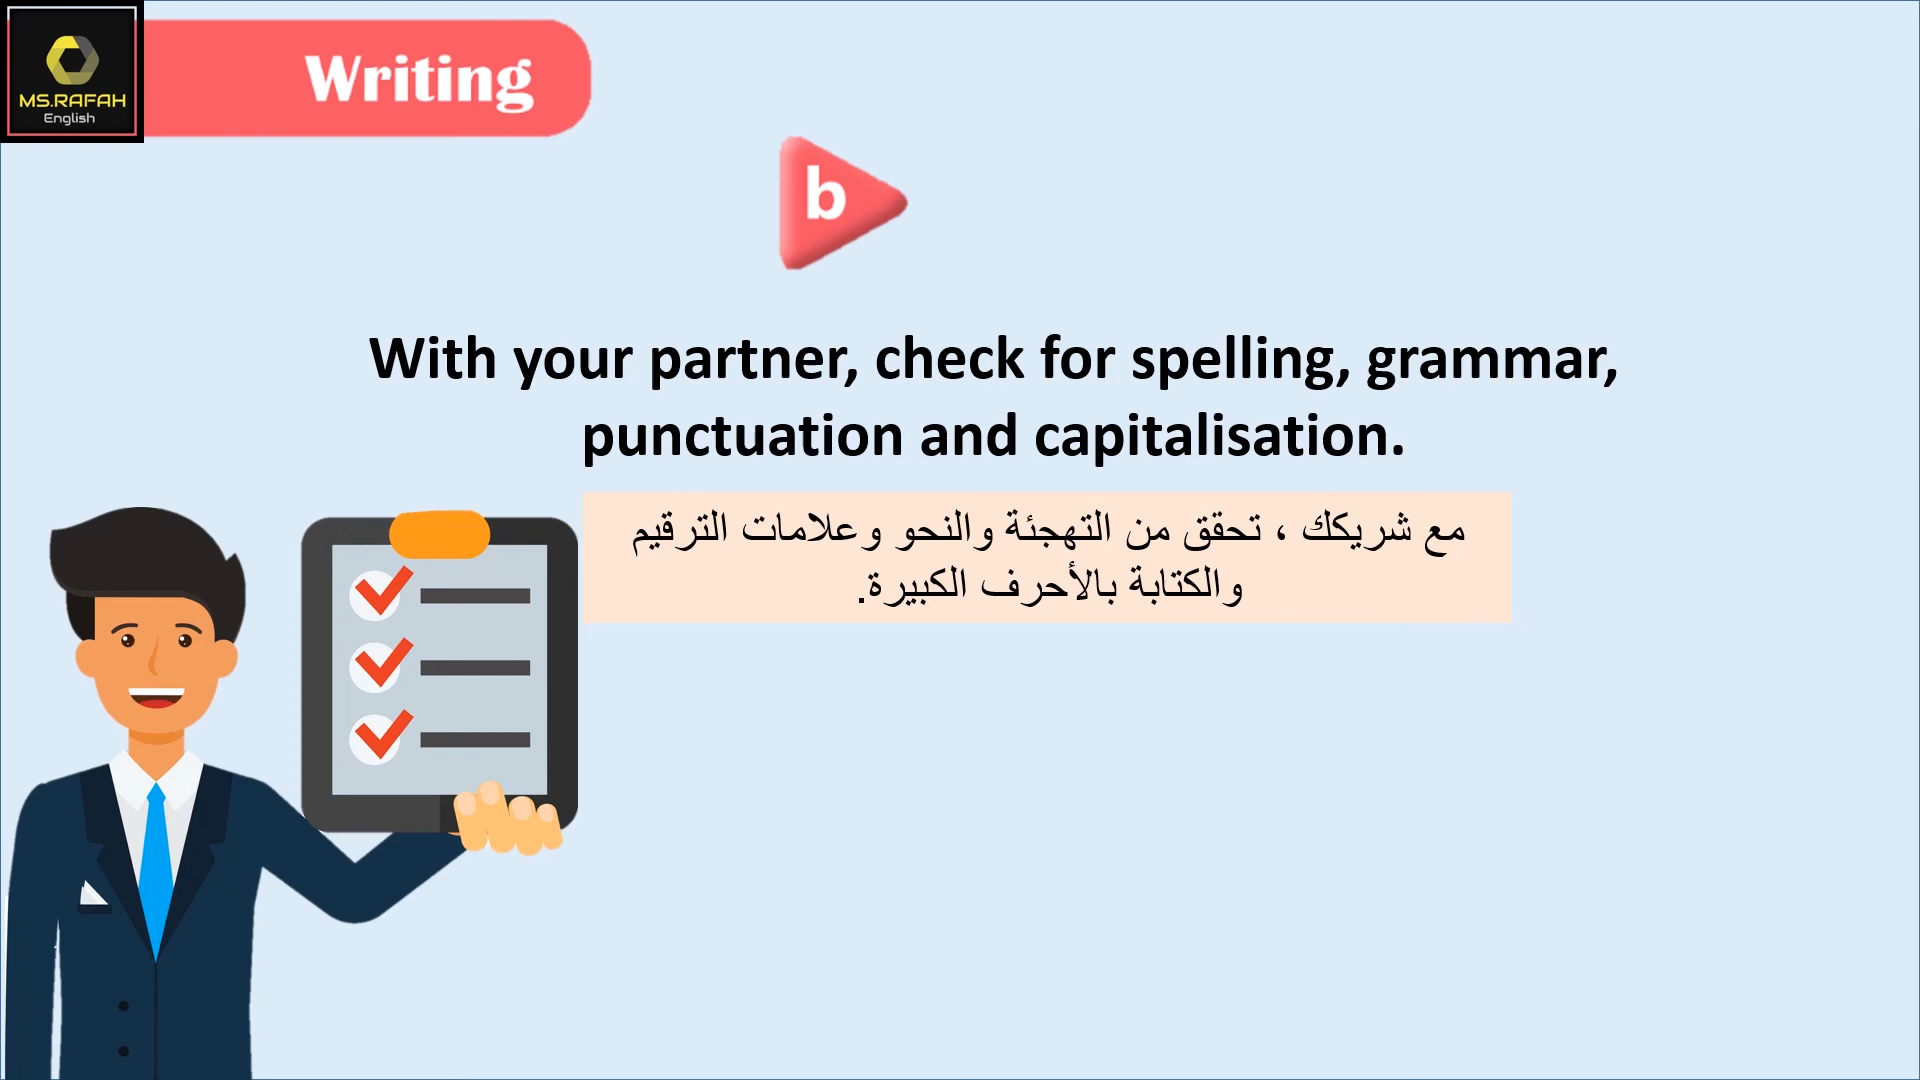 MS.RAFAH
English
Writing
b
With your partner, check for spelling, grammar,
punctuation and capitalisation.
مع شريكك ، تحقق من التهجئة والنحو وعلامات الترقيم
والكتابة بالأحرف الكبيرة.